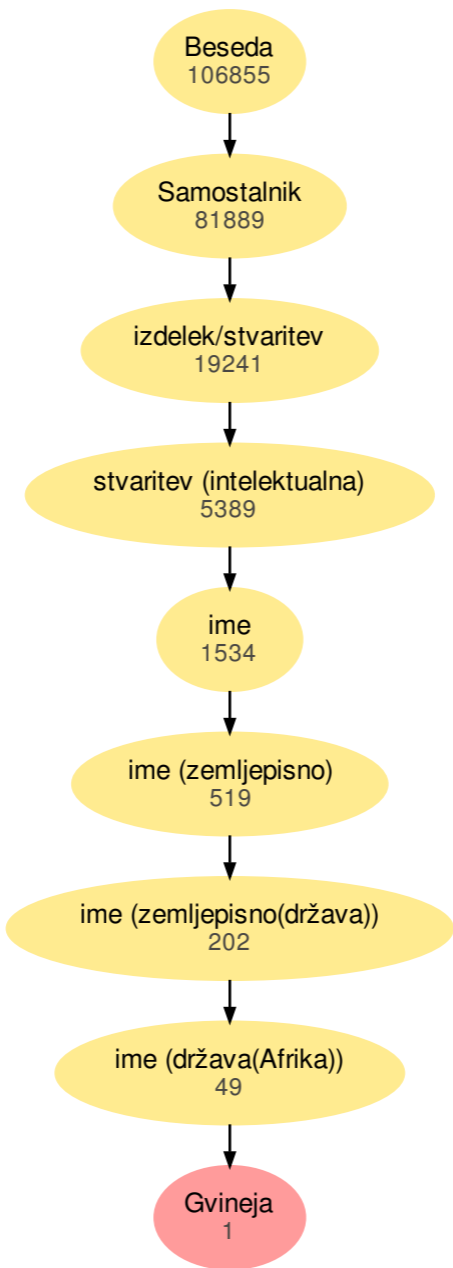 Beseda
106855
Samostalnik
81889
izdelek/stvaritev
19241
stvaritev (intelektualna)
5389
ime
1534
ime (zemljepisno)
519
ime (zemljepisno(država))
202
ime (država(Afrika))
49
Gvineja
1